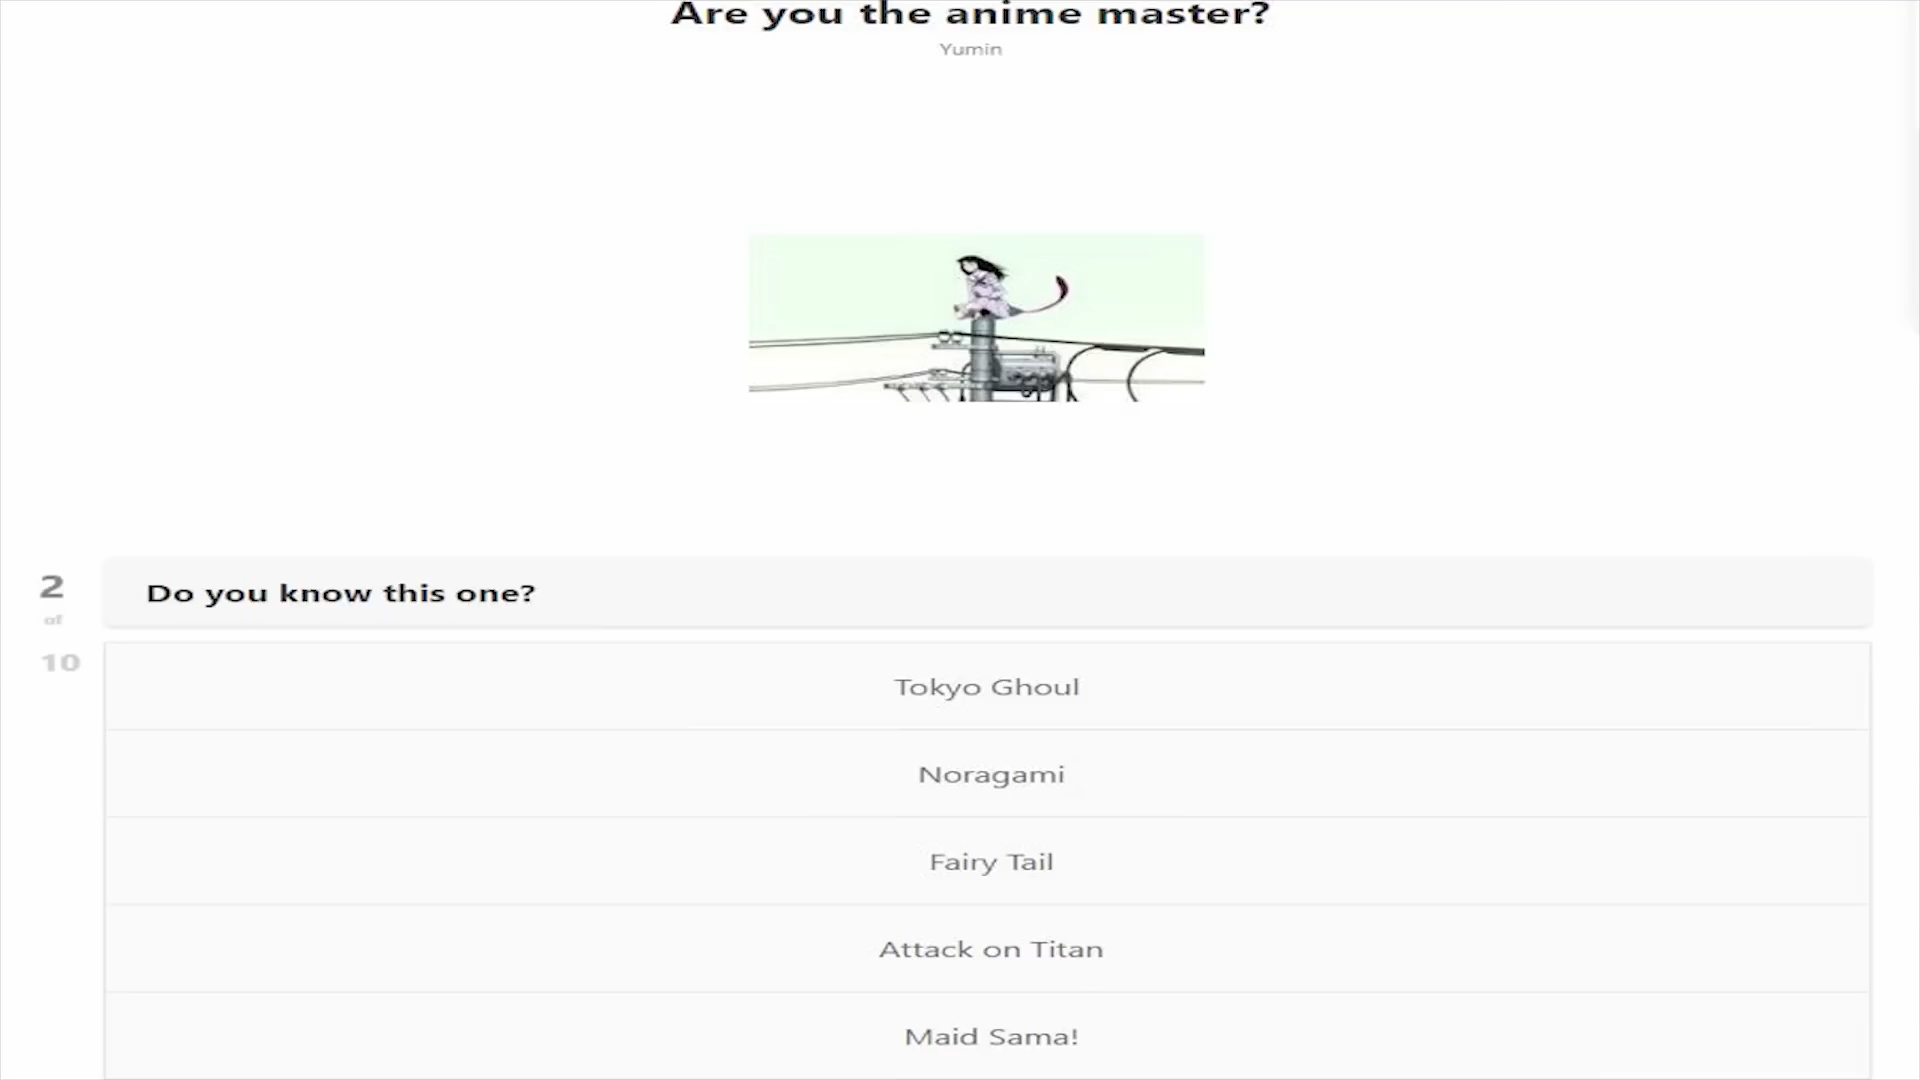 Are you the anime master?
Yumin
2
of
10
Do you know this one?
Tokyo Ghoul
Noragami
Fairy Tail
Attack on Titan
Maid Sama!